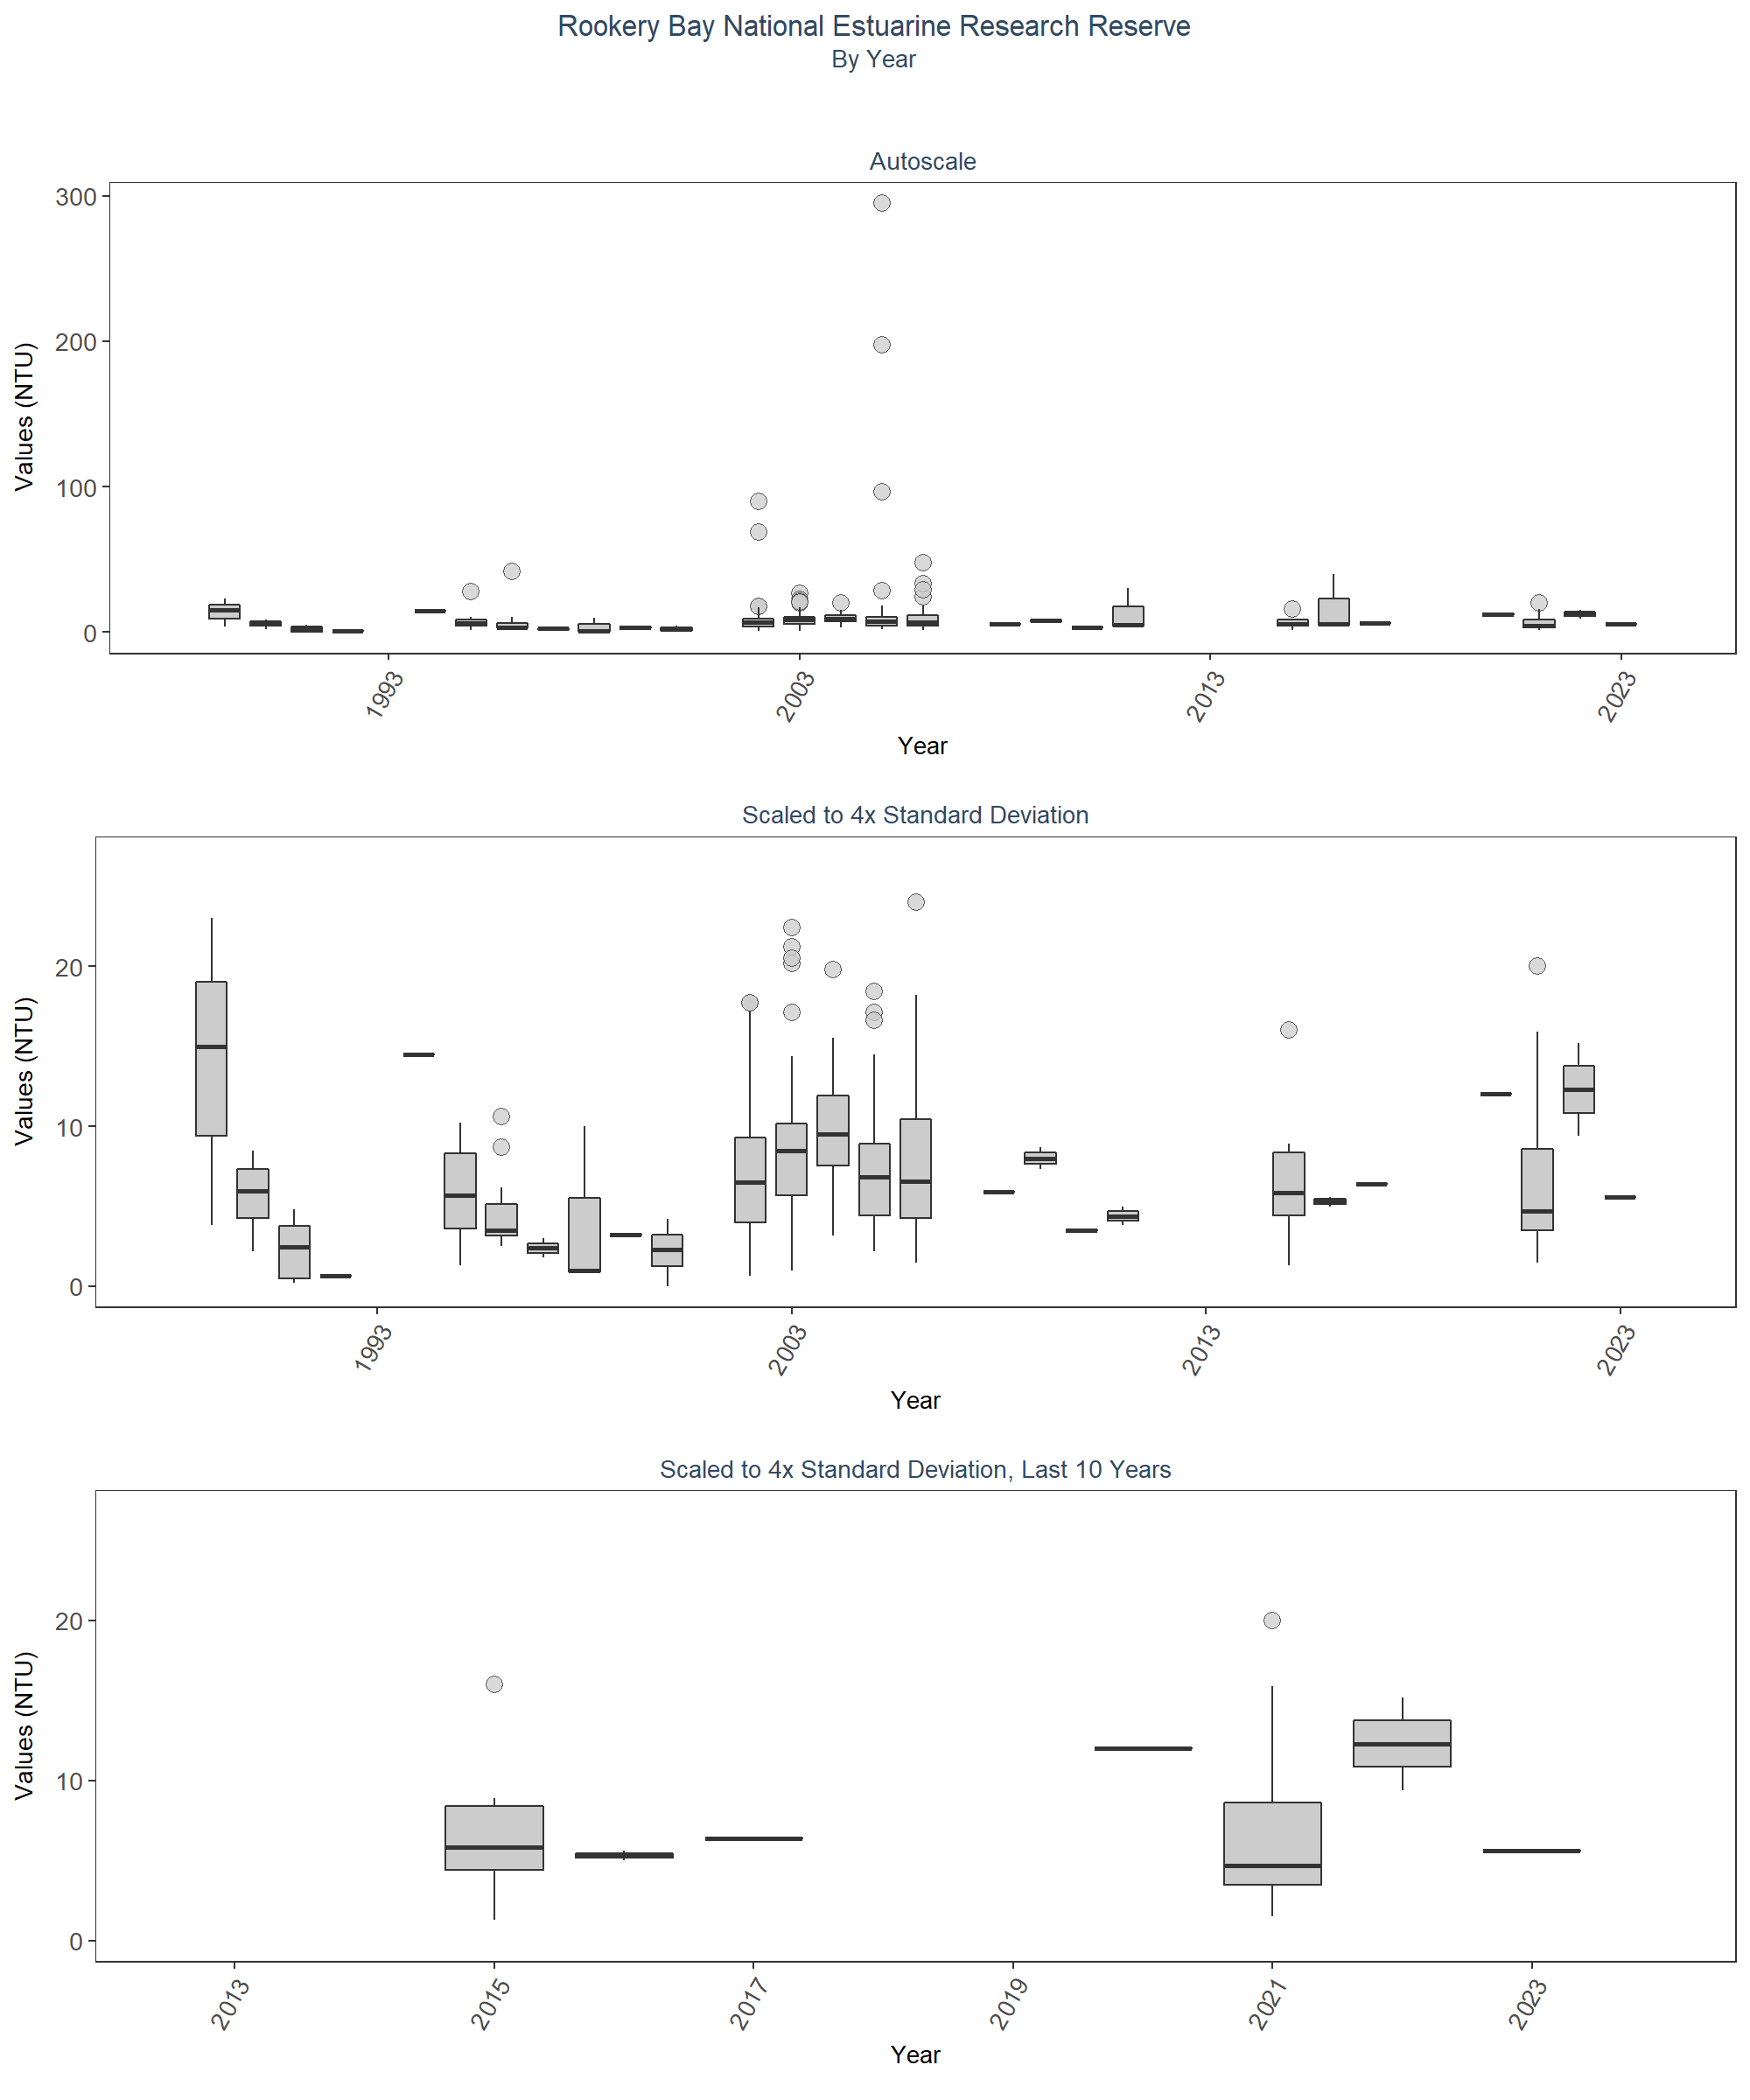 Rookery Bay National Estuarine Research Reserve
By Year
Autoscale
Values (NTU)
300
200
100
0
1993
2003
2013
2023
Year
Scaled to 4x Standard Deviation
Values (NTU)
20
10
0
1993
2003
2013
2023
Year
Scaled to 4x Standard Deviation, Last 10 Years
Values (NTU)
20
10
0
2013
2015
2017
2019
2021
2023
Year